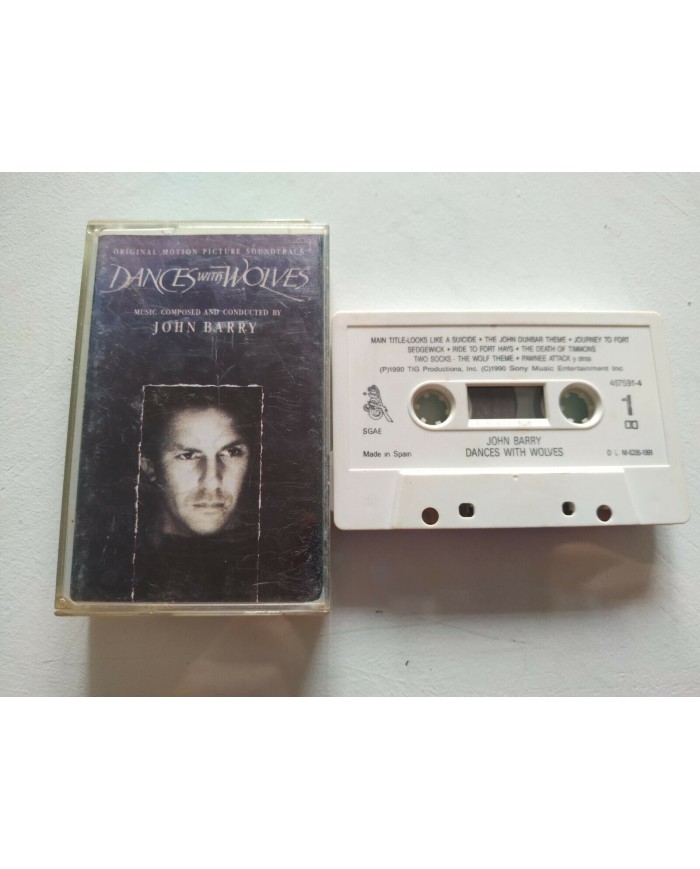 ORIGINAL MOTION PICTURE SOUNDTRACK
DANCES WITH WOLVES
MUSIC COMPOSED AND CONDUCTED BY
JOHN BARRY
MAIN TITLE-LOOKS LIKE A SUICIDE • THE JOHN DUNBAR THEME • JOURNEY TO FORT
SEDGEWICK • RIDE TO FORT HAYS • THE DEATH OF TIMMONS
TWO SOCKS - THE WOLF THEME • PAWNEE ATTACK y otras
(P)1990 TIG Productions, Inc. (C)1990 Sony Music Entertainment Inc.
467591-4
1
SGAE
JOHN BARRY
Made in Spain
DANCES WITH WOLVES
D L